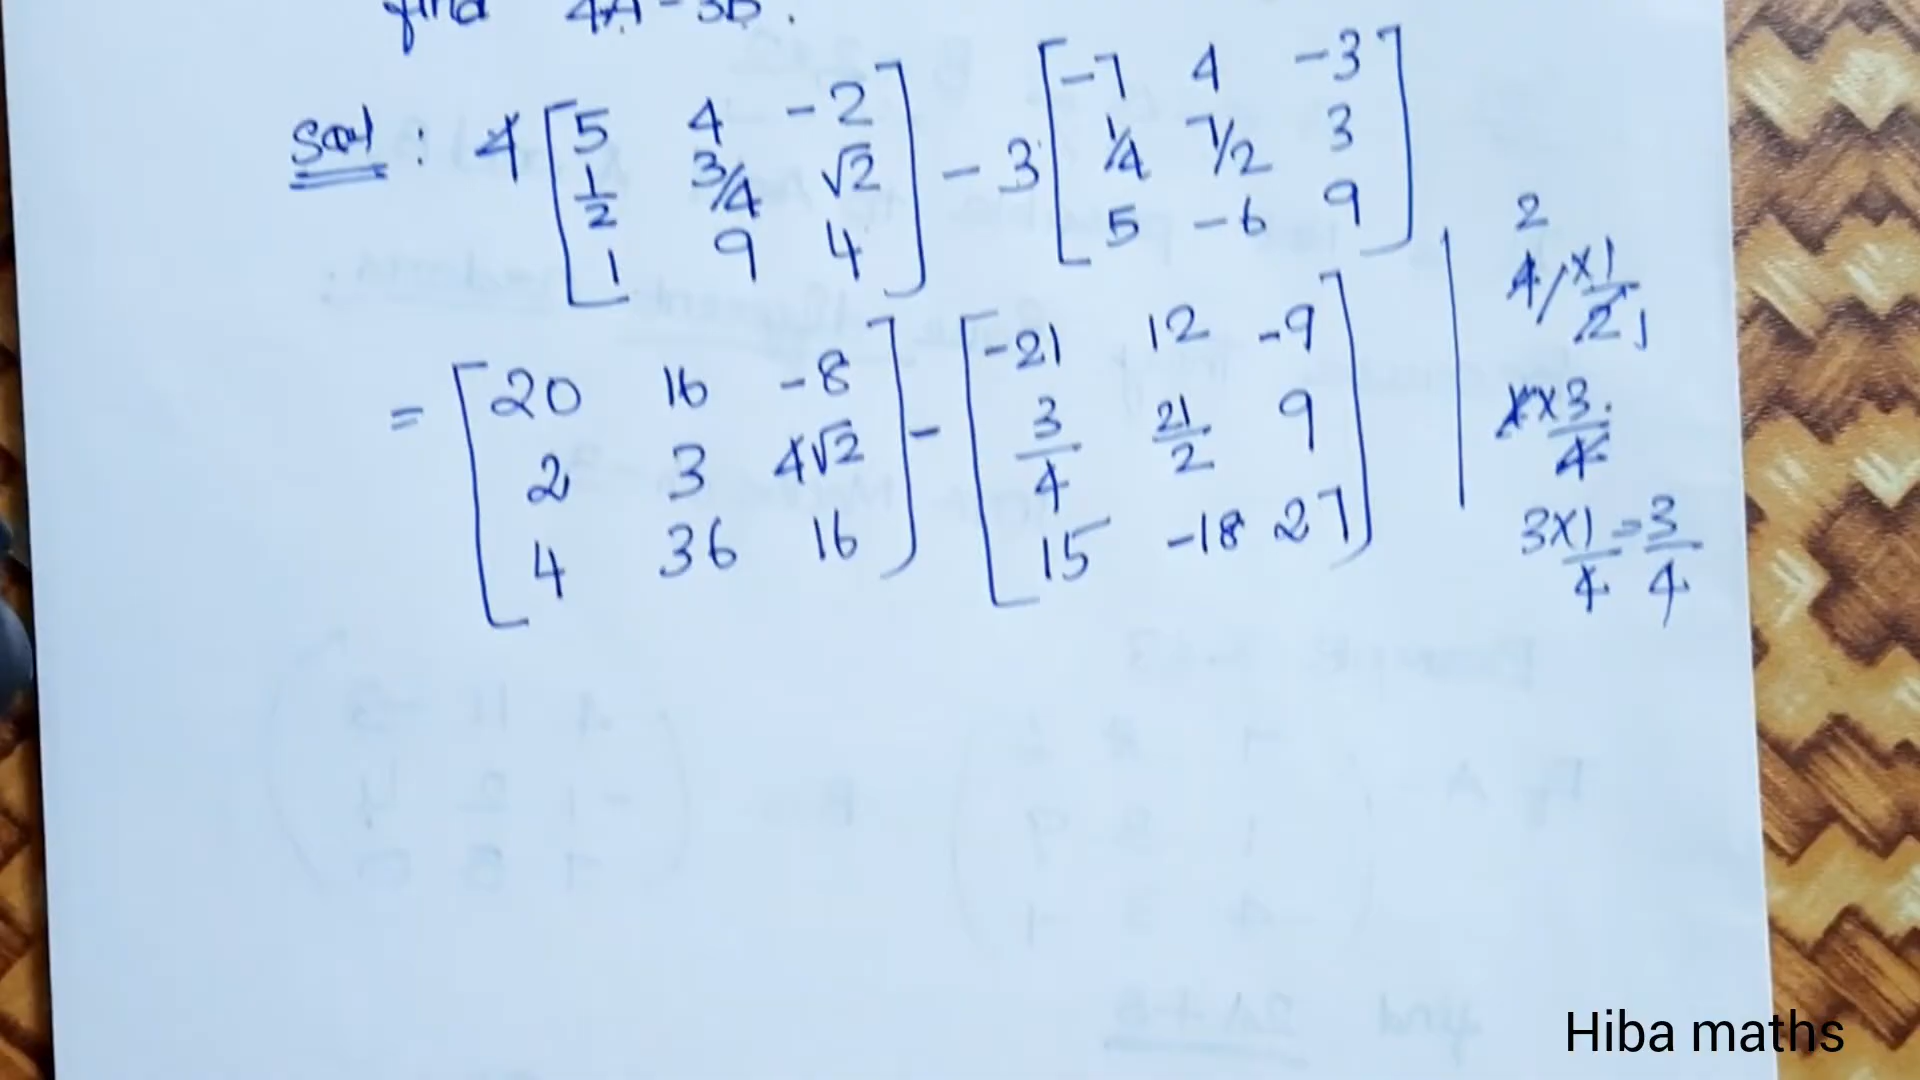 find 4A-3B.
Sol : 4 [5 4 -2] - 3 [-7 4 -3]
[1/2 3/4 √2] [1/4 7/2 3]
[1 9 4] [5 -6 9]
= [20 16 -8] - [-21 12 -9]
[2 3 4√2] [3/4 21/2 9]
[4 36 16] [15 -18 27]
2
4 × 1/2 1
4 × 3/4
3×1/4 = 3/4
Hiba maths